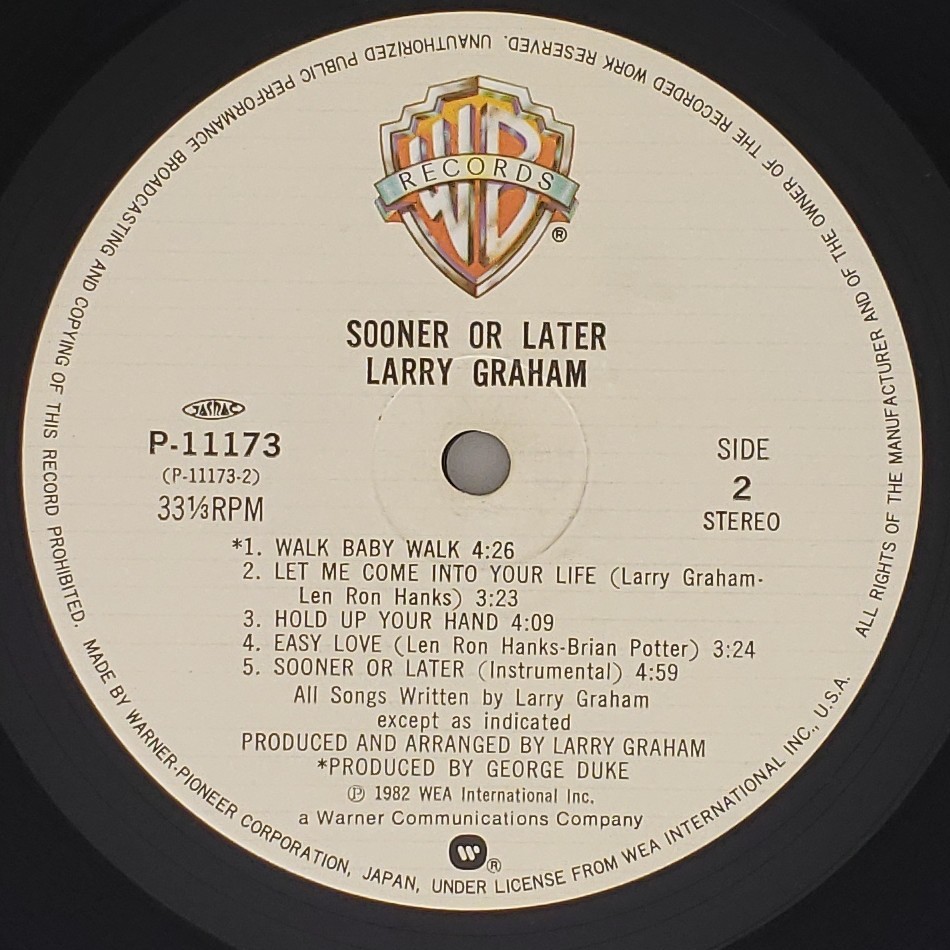 WB
RECORDS
®
SOONER OR LATER
LARRY GRAHAM
JASRAC
P-11173
(P-11173-2)
33⅓RPM
SIDE
2
STEREO
*1. WALK BABY WALK 4:26
2. LET ME COME INTO YOUR LIFE (Larry Graham-
Len Ron Hanks) 3:23
3. HOLD UP YOUR HAND 4:09
4. EASY LOVE (Len Ron Hanks-Brian Potter) 3:24
5. SOONER OR LATER (Instrumental) 4:59
All Songs Written by Larry Graham
except as indicated
PRODUCED AND ARRANGED BY LARRY GRAHAM
*PRODUCED BY GEORGE DUKE
℗ 1982 WEA International Inc.
a Warner Communications Company
®
ALL RIGHTS OF THE MANUFACTURER AND OF THE OWNER OF THE RECORDED WORK RESERVED. UNAUTHORIZED PUBLIC PERFORMANCE BROADCASTING AND COPYING OF THIS RECORD PROHIBITED. MADE BY WARNER-PIONEER CORPORATION, JAPAN, UNDER LICENSE FROM WEA INTERNATIONAL INC., U.S.A.